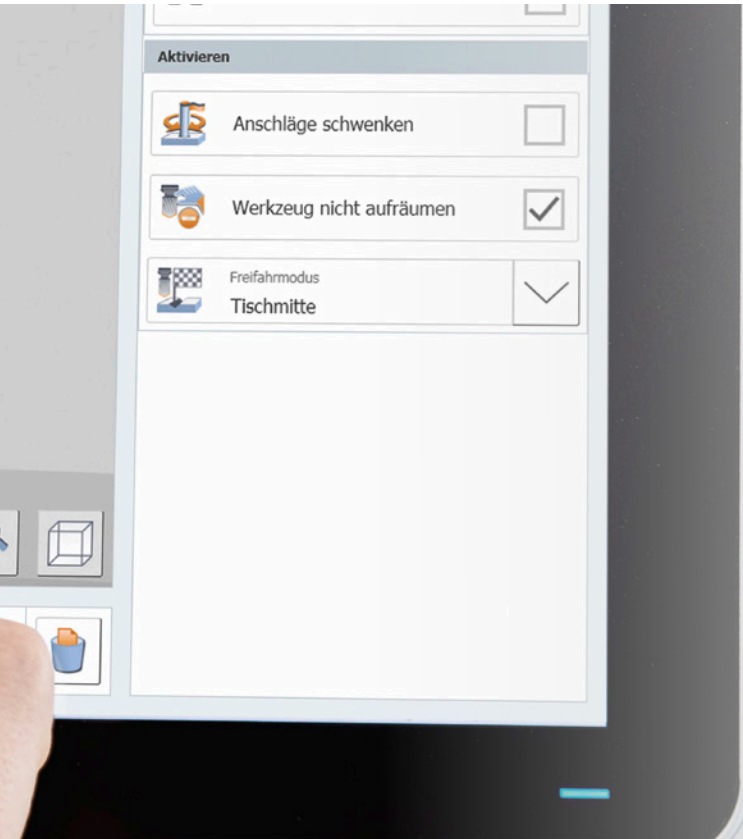 Aktivieren
Anschläge schwenken
Werkzeug nicht aufräumen
Freifahrmodus
Tischmitte